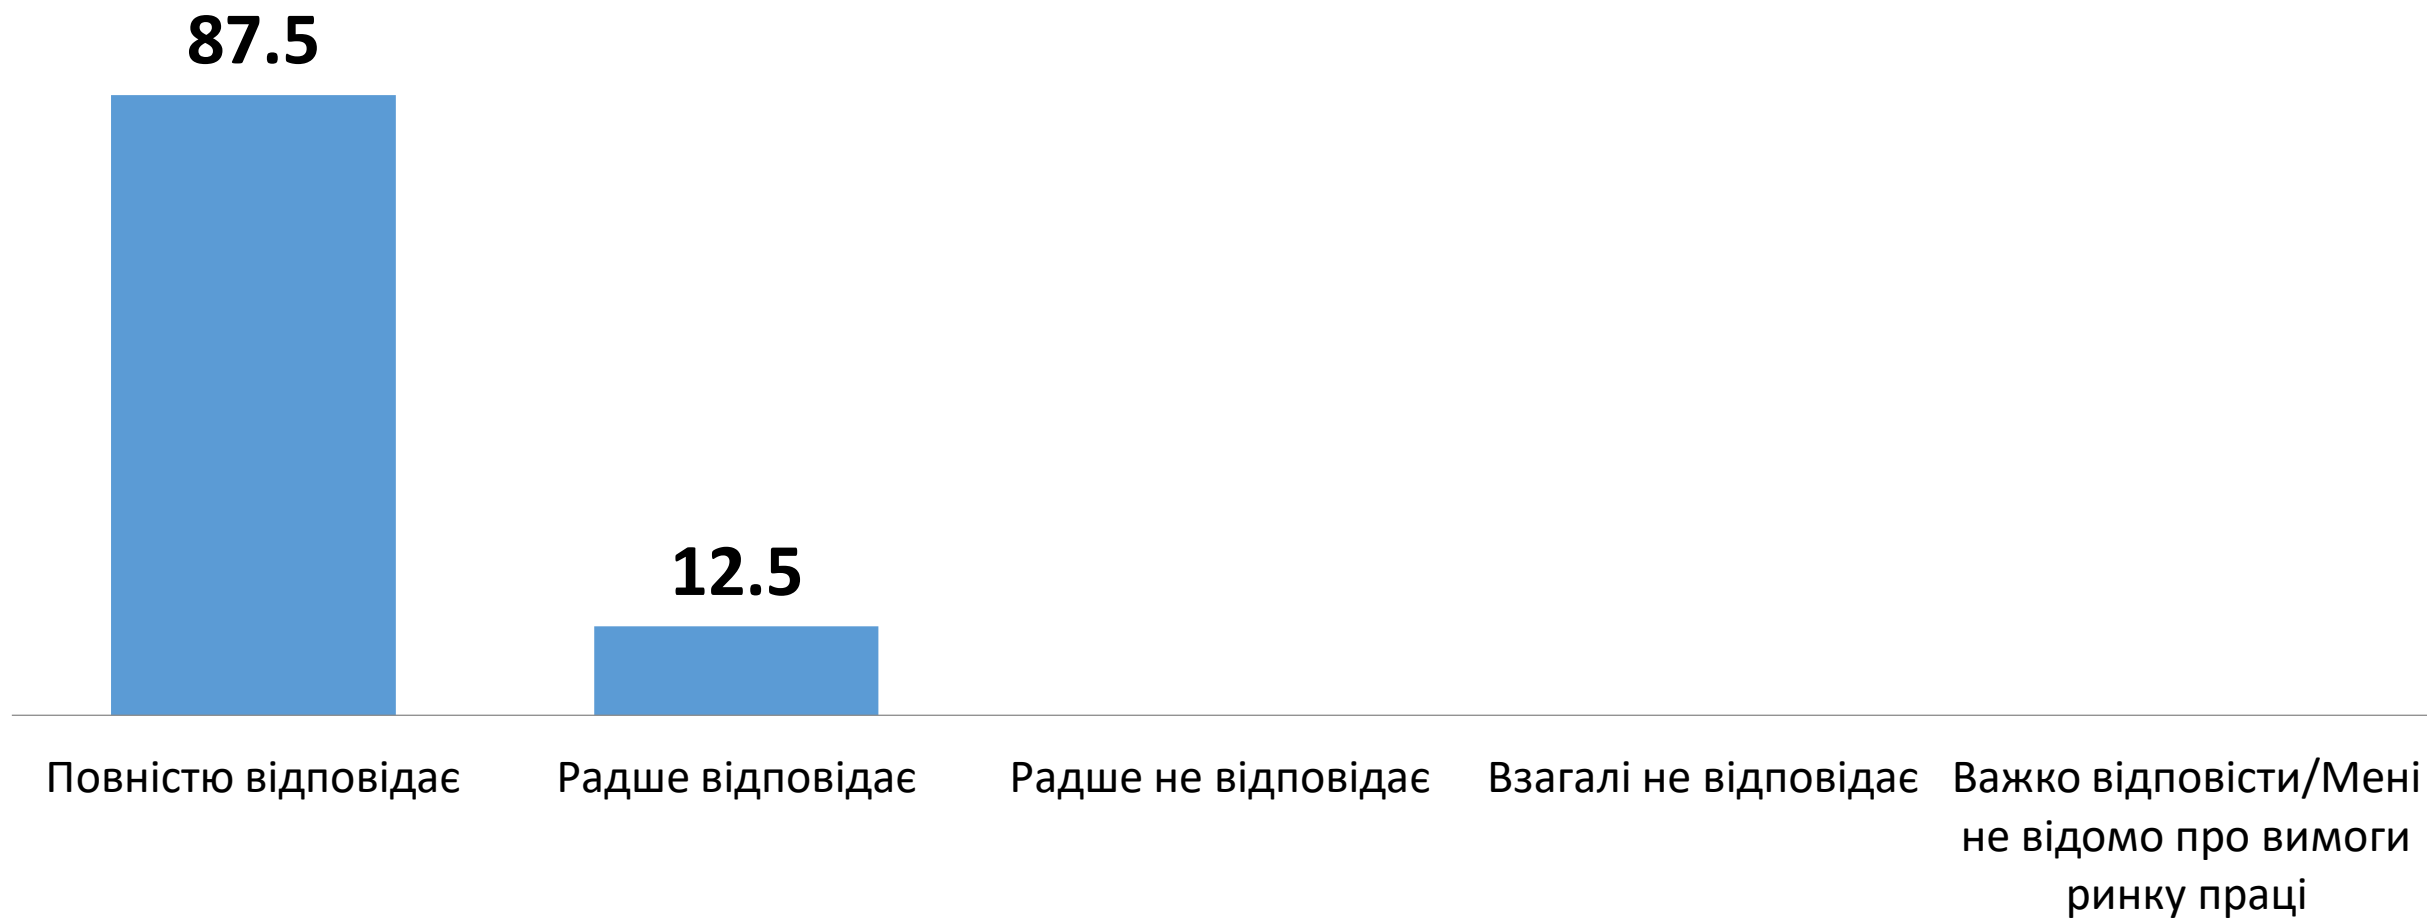 87.5
12.5
Повністю відповідає
Радше відповідає
Радше не відповідає
Взагалі не відповідає
Важко відповісти/Мені
не відомо про вимоги
ринку праці